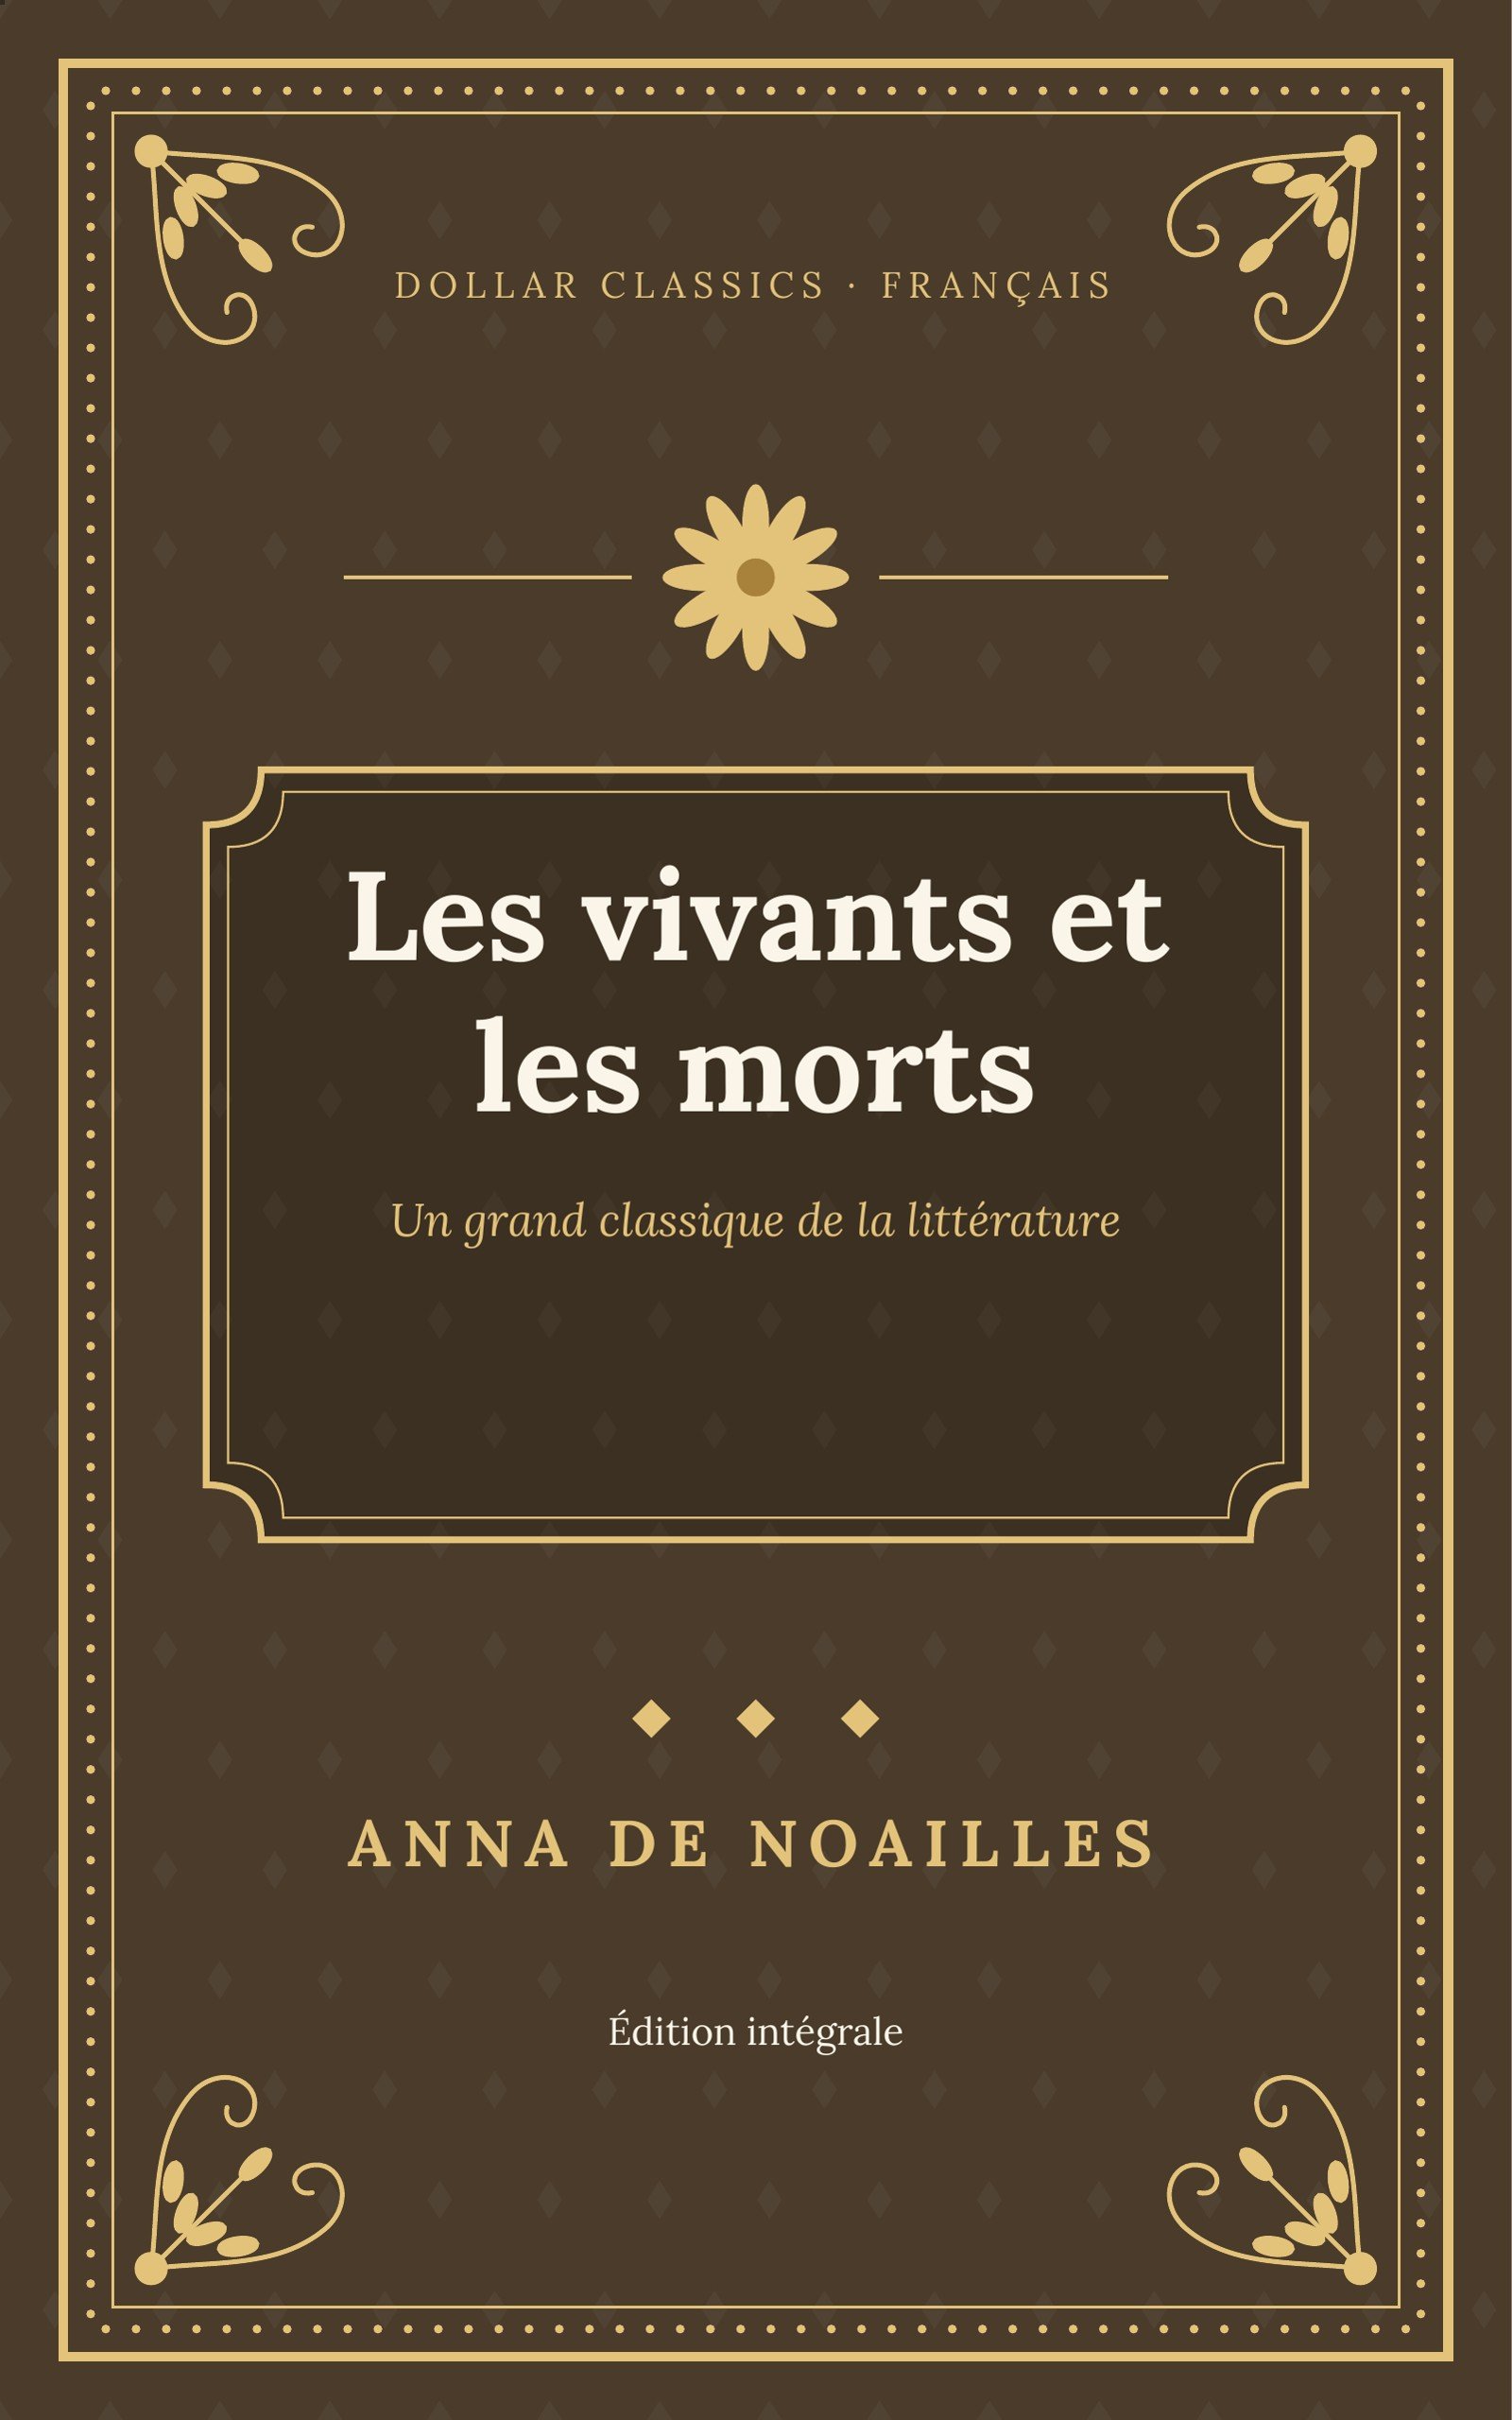 DOLLAR CLASSICS · FRANÇAIS
Les vivants et
les morts
Un grand classique de la littérature
ANNA DE NOAILLES
Édition intégrale